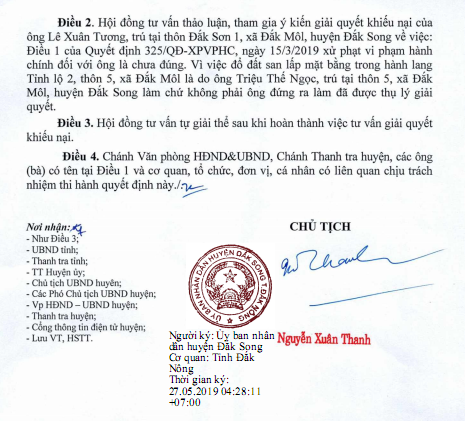 Điều 2. Hội đồng tư vấn thảo luận, tham gia ý kiến giải quyết khiếu nại của
ông Lê Xuân Tương, trú tại thôn Đắk Sơn 1, xã Đắk Môl, huyện Đắk Song về việc:
Điều 1 của Quyết định 325/QĐ-XPVPHC, ngày 15/3/2019 xử phạt vi phạm hành
chính đối với ông là chưa đúng. Vì việc đổ đất san lấp mặt bằng trong hành lang
Tỉnh lộ 2, thôn 5, xã Đắk Môl là do ông Triệu Thế Ngọc, trú tại thôn 5, xã Đắk
Môl, huyện Đắk Song làm chứ không phải ông đứng ra làm đã được thụ lý giải
quyết.
Điều 3. Hội đồng tư vấn tự giải thể sau khi hoàn thành việc tư vấn giải quyết
khiếu nại.
Điều 4. Chánh Văn phòng HĐND&UBND, Chánh Thanh tra huyện, các ông
(bà) có tên tại Điều 1 và cơ quan, tổ chức, đơn vị, cá nhân có liên quan chịu trách
nhiệm thi hành quyết định này./
Nơi nhận:
- Như Điều 3;
- UBND tỉnh;
- Thanh tra tỉnh;
- TT Huyện ủy;
- Chủ tịch UBND huyện;
- Các Phó Chủ tịch UBND huyện;
- Vp HĐND – UBND huyện;
- Thanh tra huyện;
- Cổng thông tin điện tử huyện;
- Lưu VT, HSTT.
CHỦ TỊCH
ỦY BAN NHÂN DÂN HUYỆN ĐẮK SONG T. ĐẮK NÔNG
Nguyễn Xuân Thanh
Người ký: Ủy ban nhân
dân huyện Đắk Song
Cơ quan: Tỉnh Đắk
Nông
Thời gian ký:
27.05.2019 04:28:11
+07:00